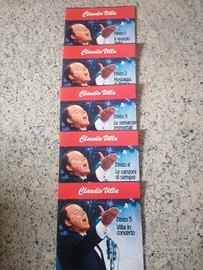 Claudio Villa
Disco 1
Il reuccio
Claudio Villa
Disco 2
Nostalgia
Claudio Villa
Disco 3
Le romanze
immortali
Claudio Villa
Disco 4
Le canzoni
di sempre
Claudio Villa
Disco 5
Villa in
concerto